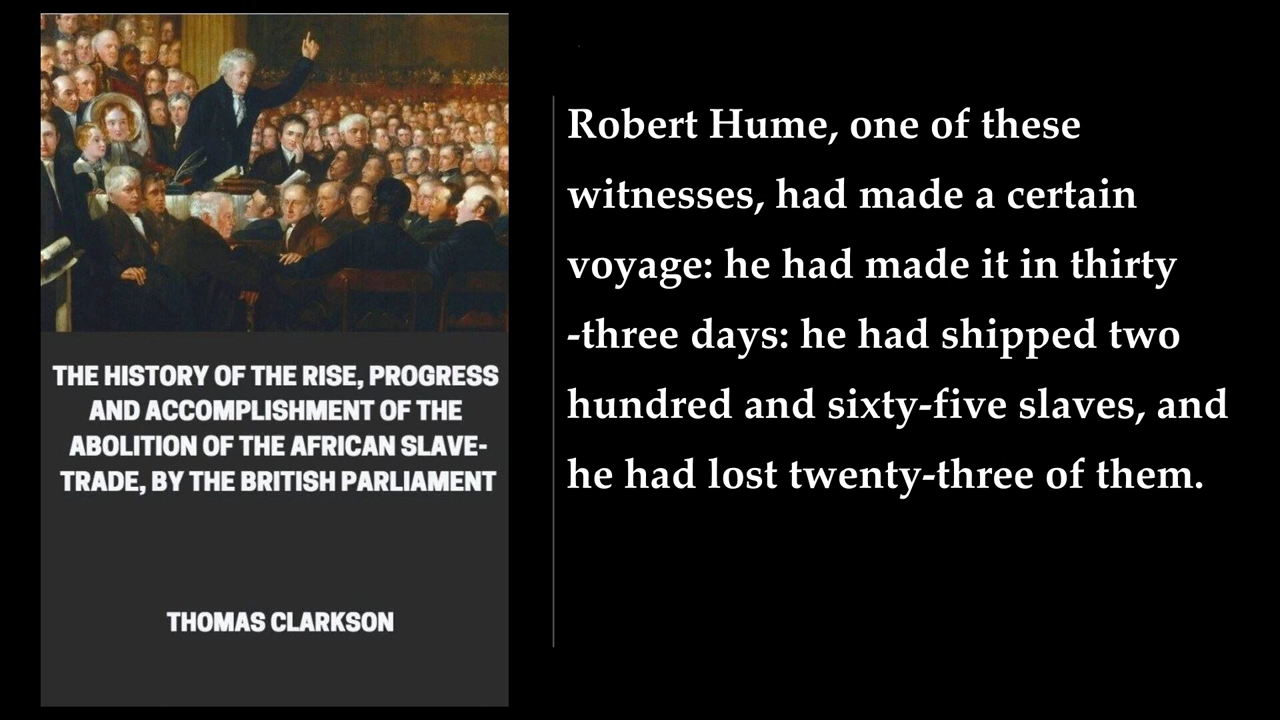 THE HISTORY OF THE RISE, PROGRESS
AND ACCOMPLISHMENT OF THE
ABOLITION OF THE AFRICAN SLAVE-
TRADE, BY THE BRITISH PARLIAMENT
THOMAS CLARKSON
Robert Hume, one of these
witnesses, had made a certain
voyage: he had made it in thirty
-three days: he had shipped two
hundred and sixty-five slaves, and
he had lost twenty-three of them.